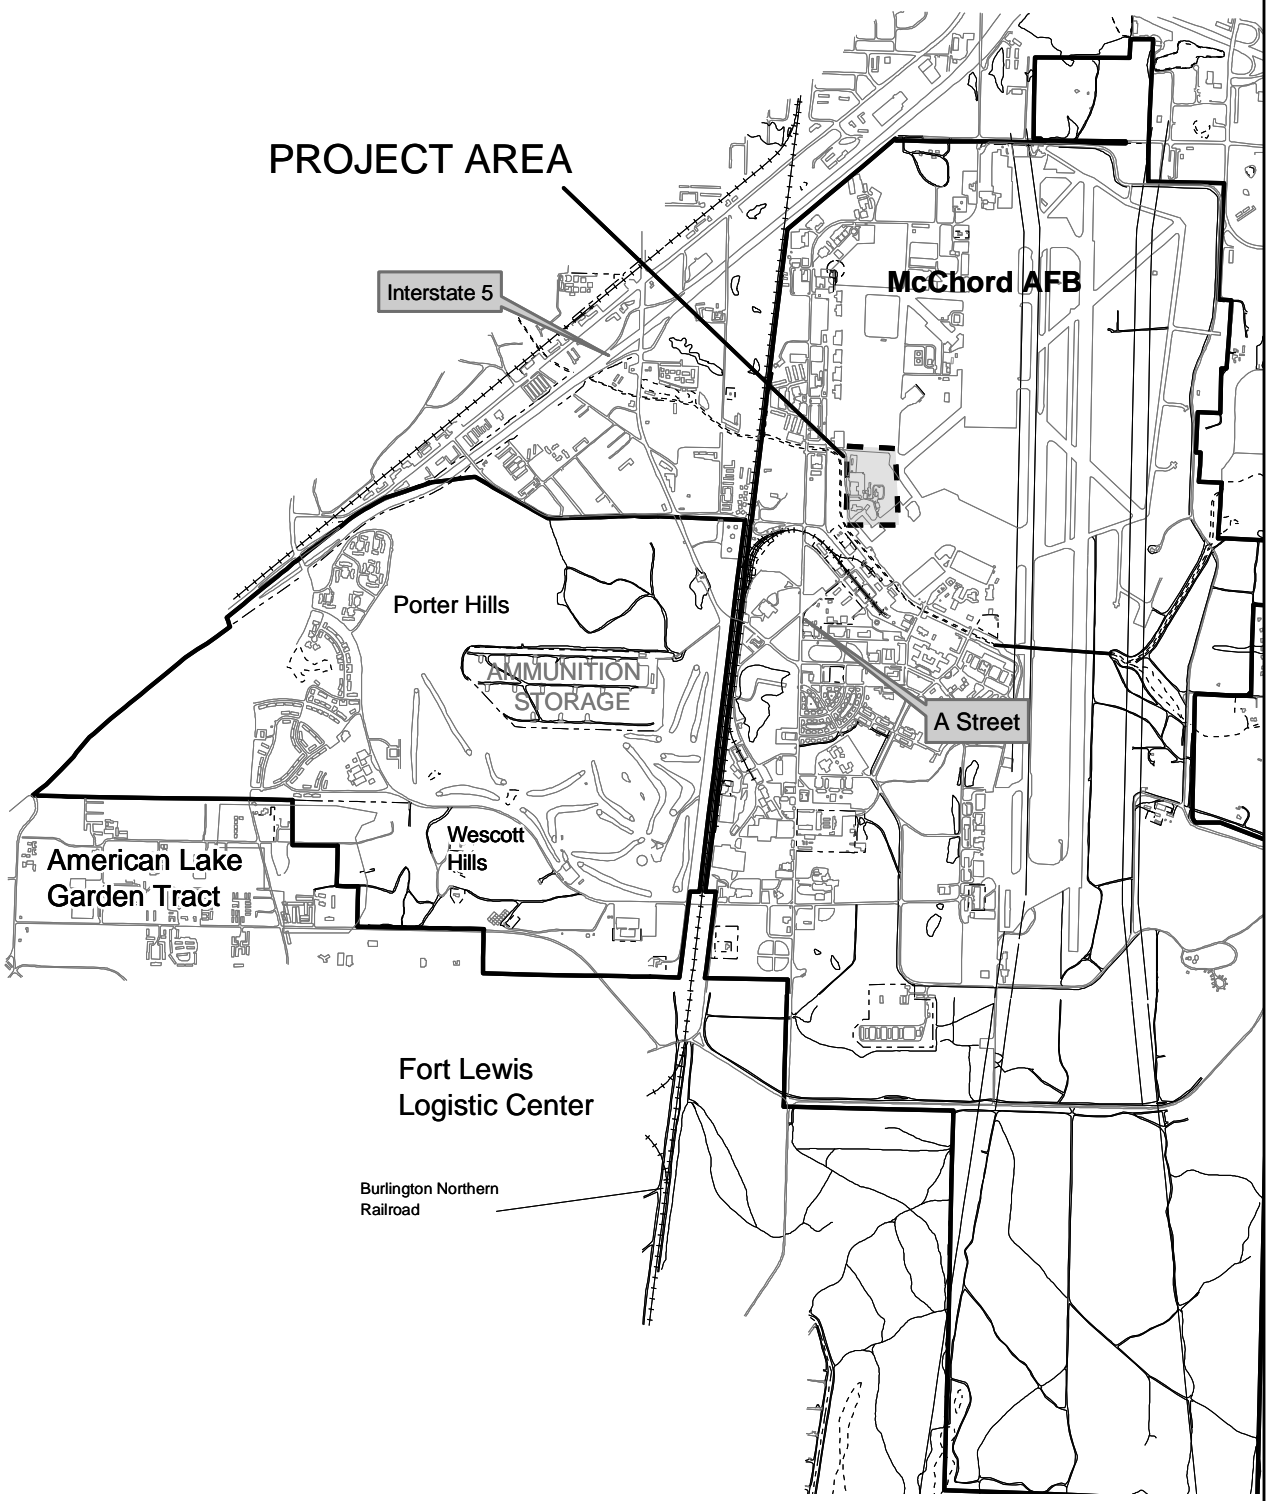 PROJECT AREA
McChord AFB
Interstate 5
Porter Hills
AMMUNITION
STORAGE
A Street
Wescott
Hills
American Lake
Garden Tract
Fort Lewis
Logistic Center
Burlington Northern
Railroad